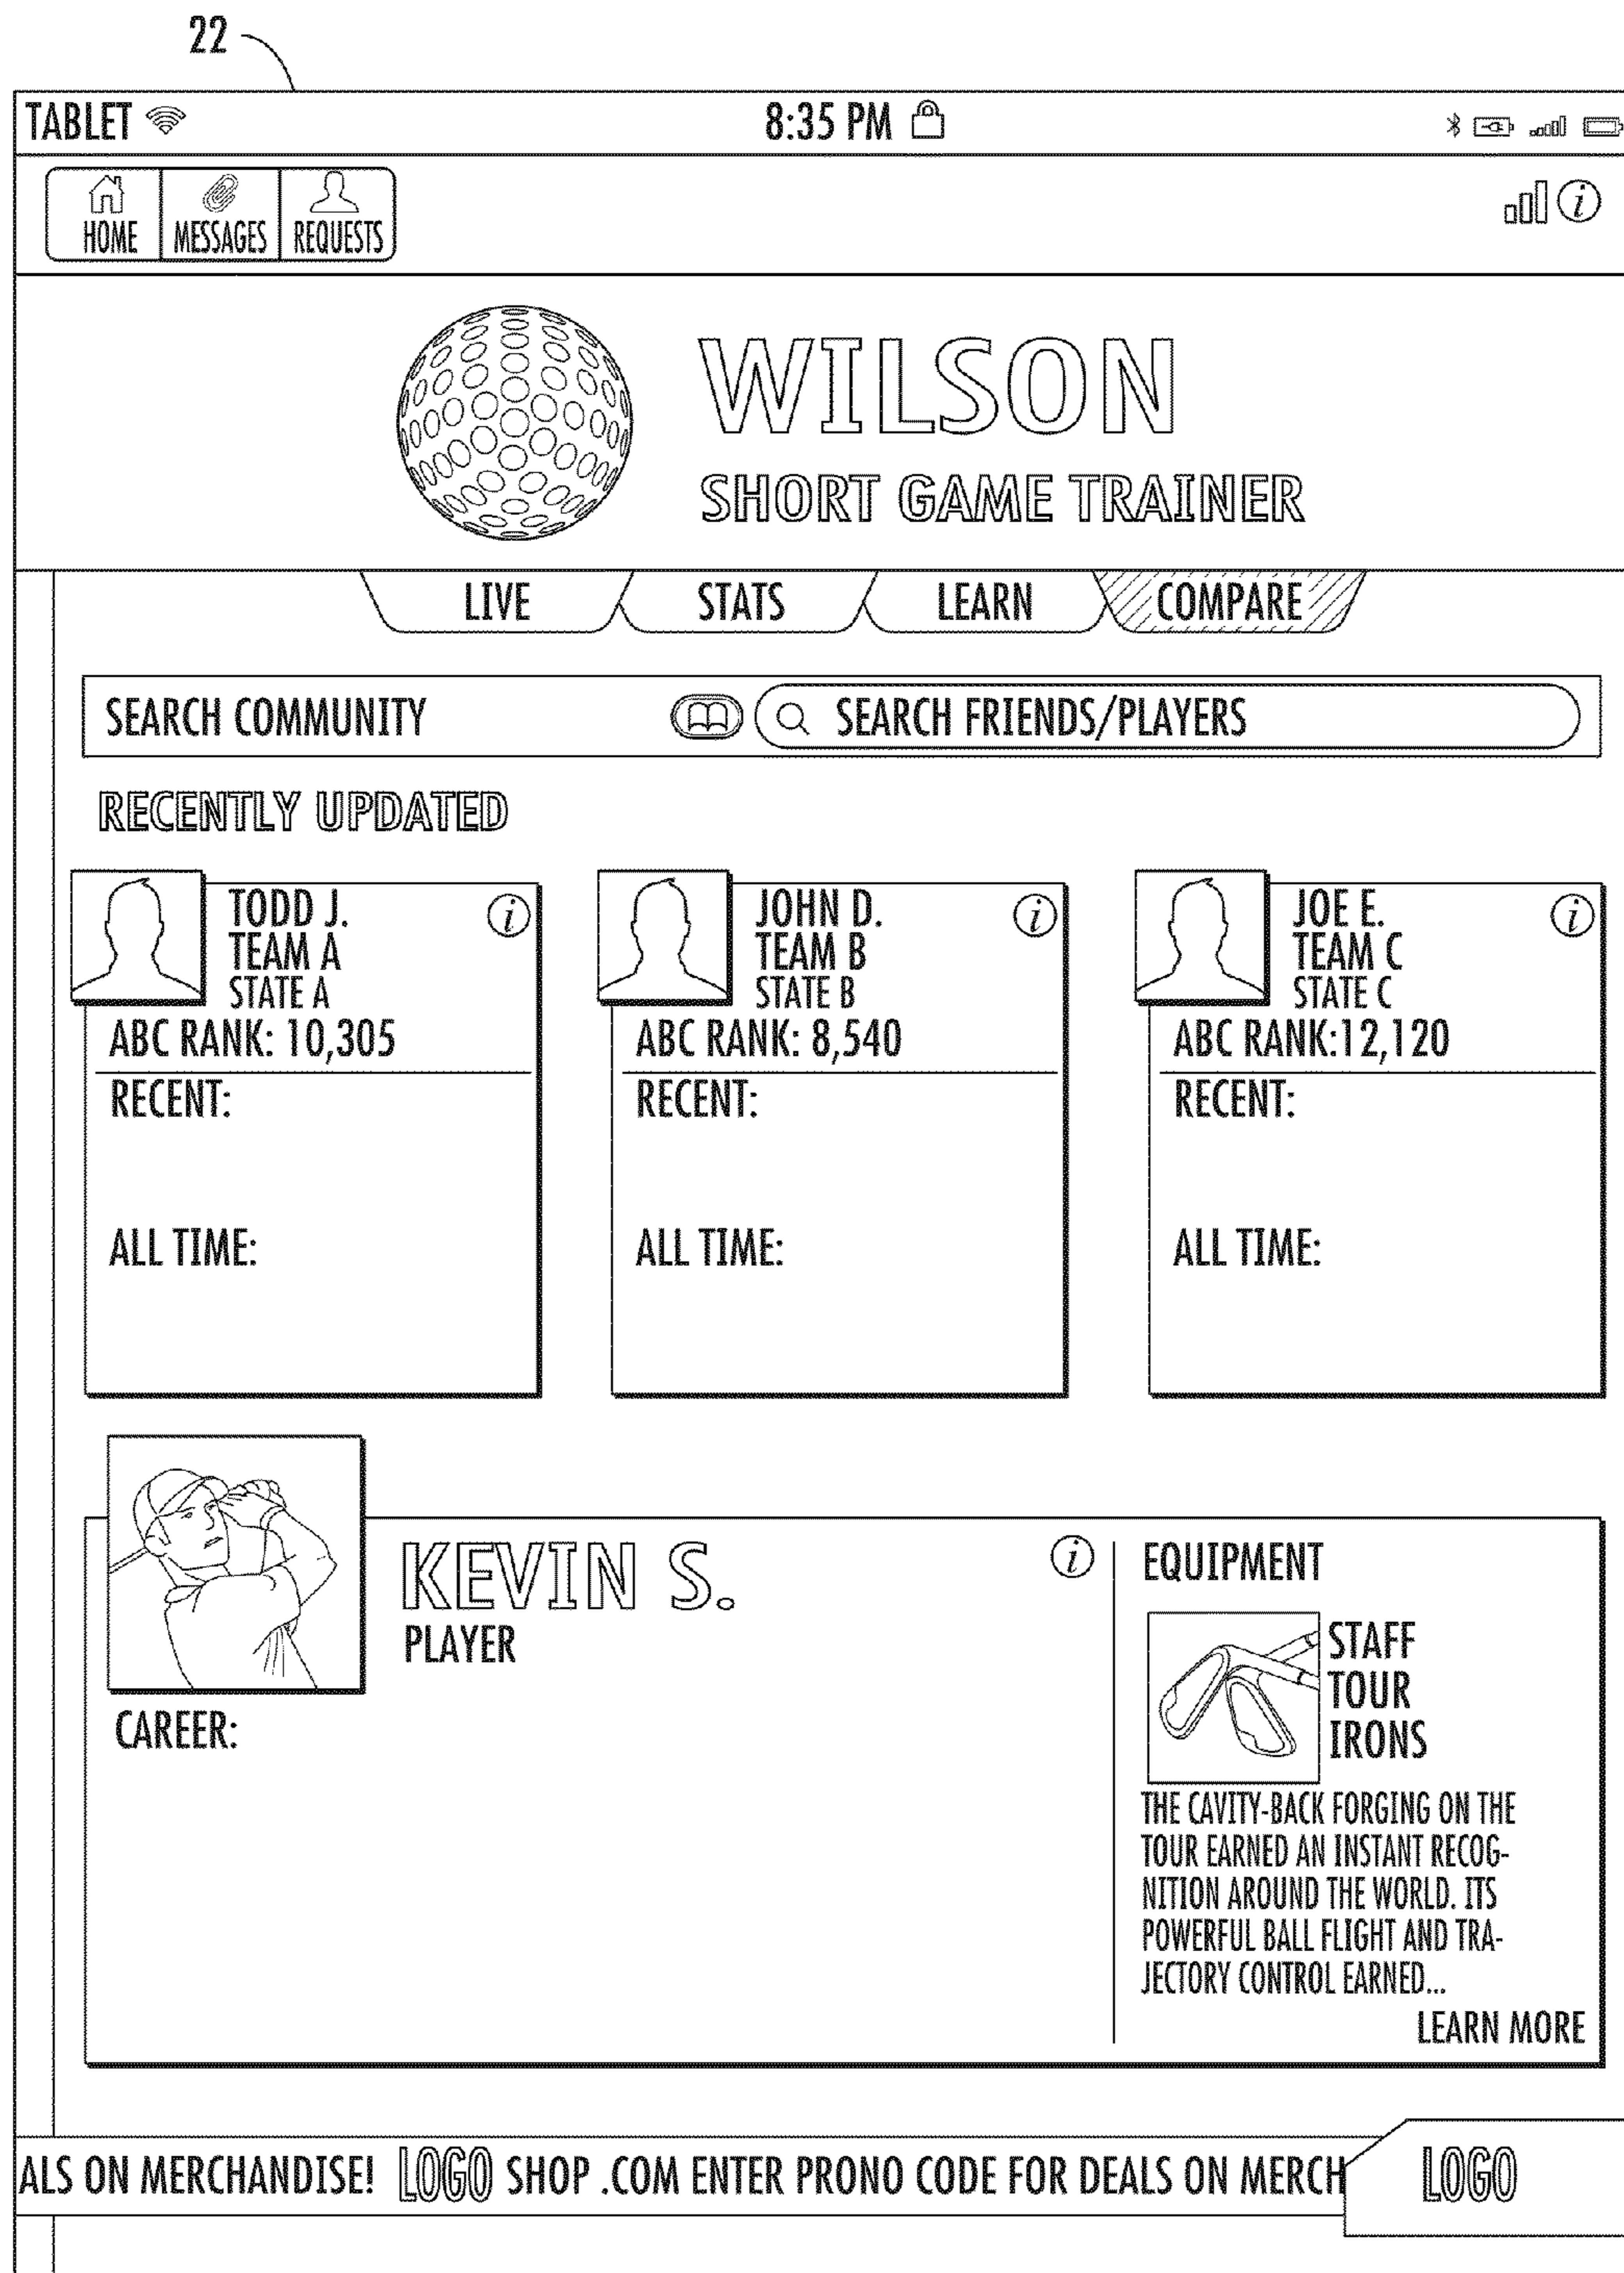 22
TABLET 8:35 PM
HOME MESSAGES REQUESTS
i
WILSON
SHORT GAME TRAINER
LIVE STATS LEARN COMPARE
SEARCH COMMUNITY SEARCH FRIENDS/PLAYERS
RECENTLY UPDATED
TODD J. i
TEAM A
STATE A
ABC RANK: 10,305
RECENT:
ALL TIME:
JOHN D. i
TEAM B
STATE B
ABC RANK: 8,540
RECENT:
ALL TIME:
JOE E. i
TEAM C
STATE C
ABC RANK:12,120
RECENT:
ALL TIME:
KEVIN S. i
PLAYER
CAREER:
EQUIPMENT
STAFF
TOUR
IRONS
THE CAVITY-BACK FORGING ON THE
TOUR EARNED AN INSTANT RECOG-
NITION AROUND THE WORLD. ITS
POWERFUL BALL FLIGHT AND TRA-
JECTORY CONTROL EARNED...
LEARN MORE
ALS ON MERCHANDISE! LOGO SHOP .COM ENTER PRONO CODE FOR DEALS ON MERCH LOGO